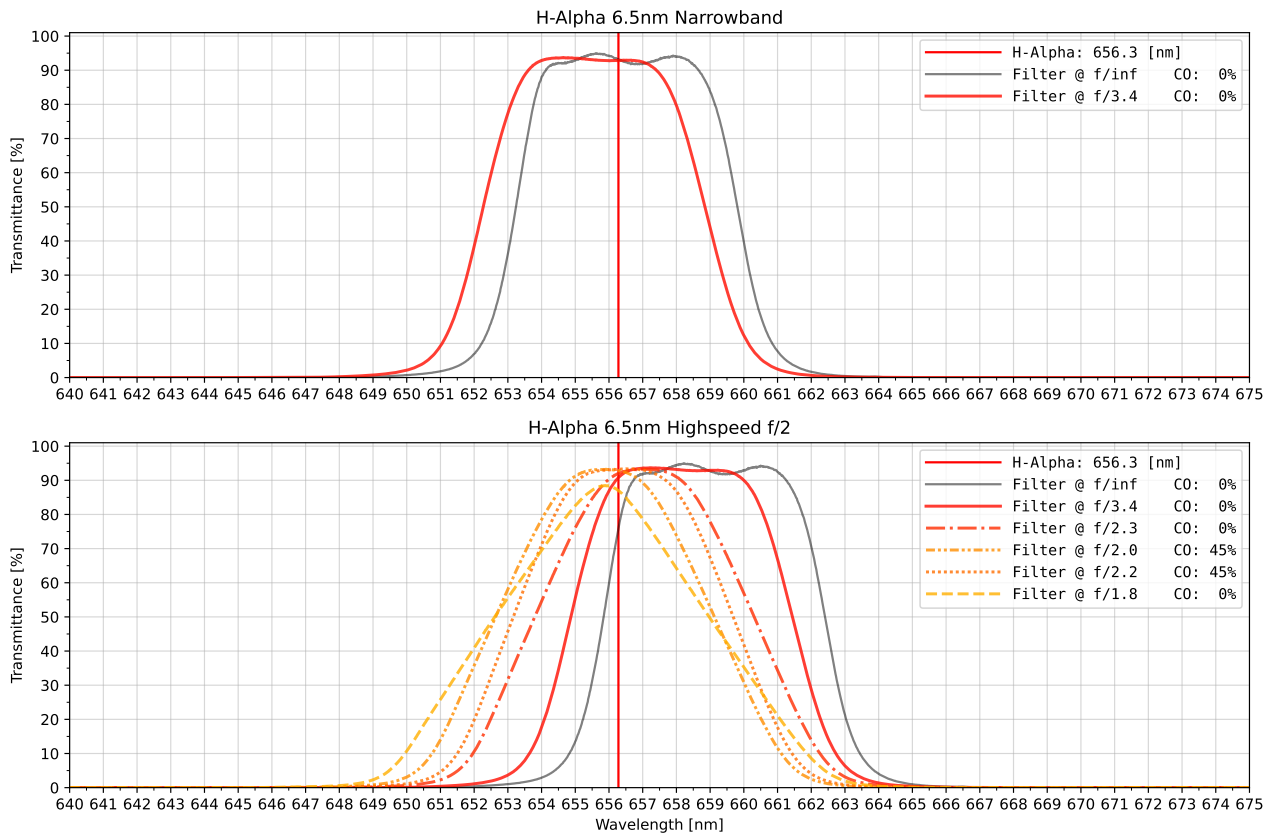 H-Alpha 6.5nm Narrowband
100
90
80
70
60
50
40
30
20
10
0
Transmittance [%]
H-Alpha: 656.3 [nm]
Filter @ f/inf CO: 0%
Filter @ f/3.4 CO: 0%
640 641 642 643 644 645 646 647 648 649 650 651 652 653 654 655 656 657 658 659 660 661 662 663 664 665 666 667 668 669 670 671 672 673 674 675
H-Alpha 6.5nm Highspeed f/2
100
90
80
70
60
50
40
30
20
10
0
Transmittance [%]
H-Alpha: 656.3 [nm]
Filter @ f/inf CO: 0%
Filter @ f/3.4 CO: 0%
Filter @ f/2.3 CO: 0%
Filter @ f/2.0 CO: 45%
Filter @ f/2.2 CO: 45%
Filter @ f/1.8 CO: 0%
640 641 642 643 644 645 646 647 648 649 650 651 652 653 654 655 656 657 658 659 660 661 662 663 664 665 666 667 668 669 670 671 672 673 674 675
Wavelength [nm]